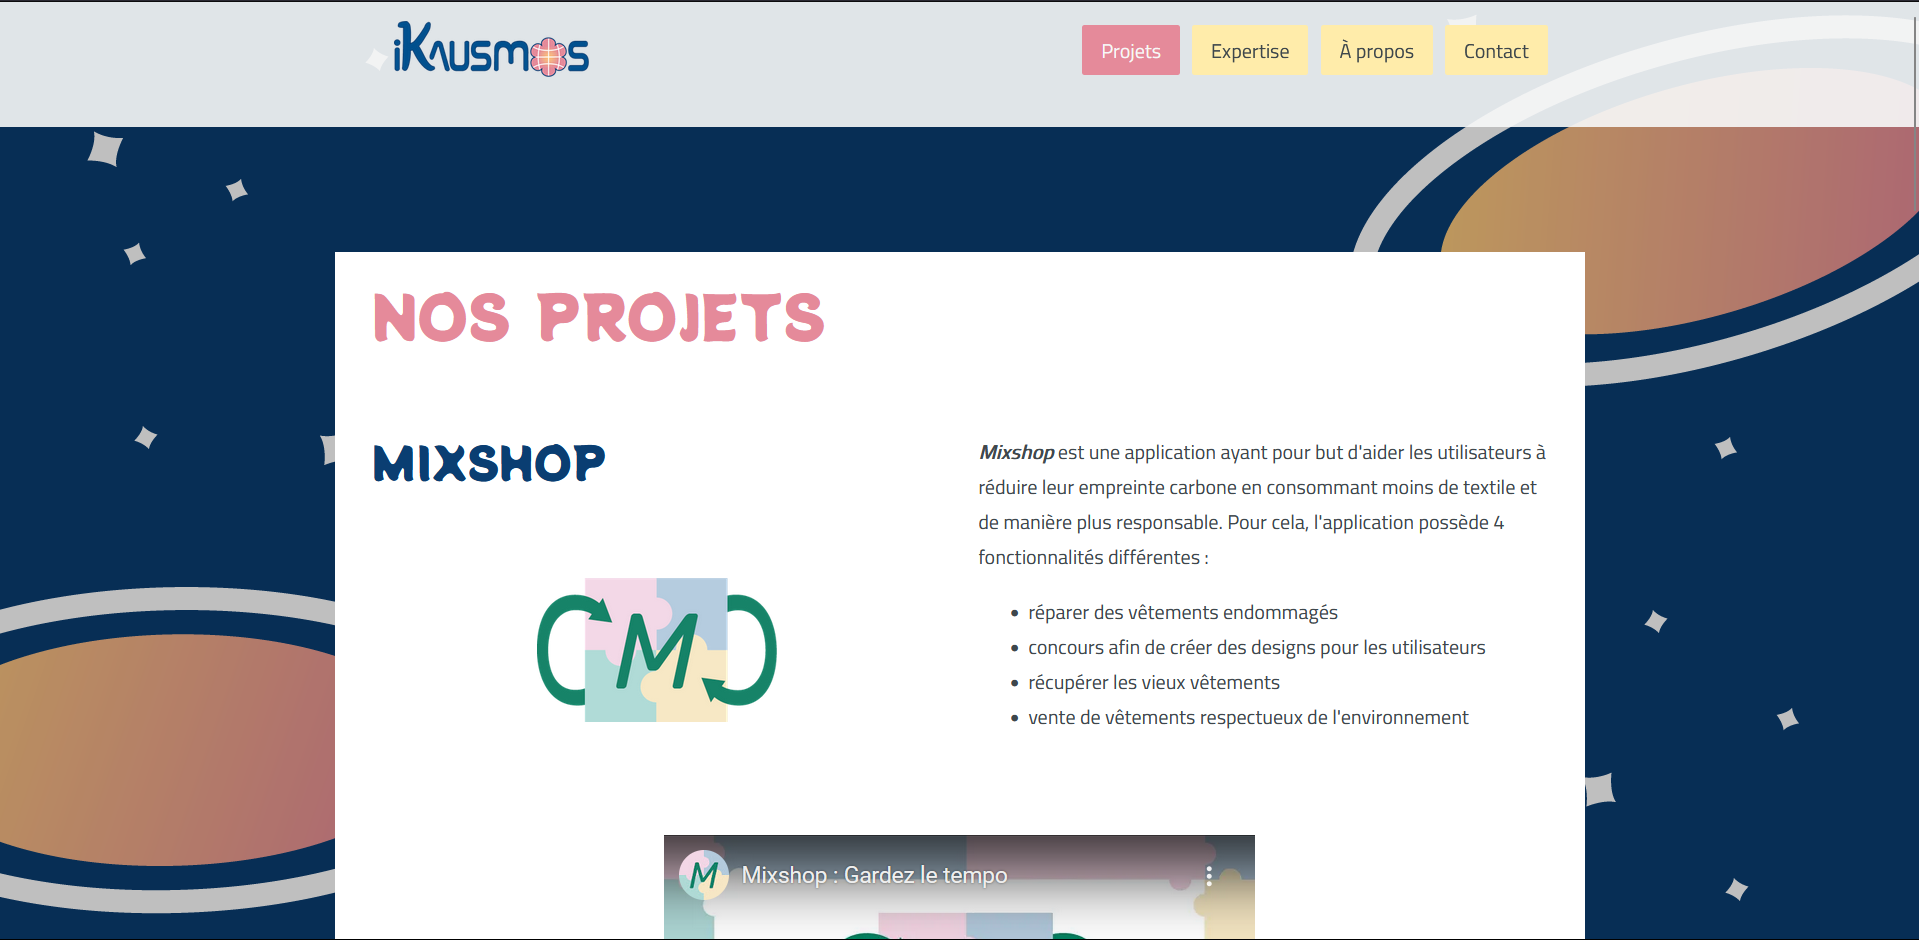 iKausmos
Projets
Expertise
À propos
Contact
NOS PROJETS
MIXSHOP
Mixshop est une application ayant pour but d'aider les utilisateurs à
réduire leur empreinte carbone en consommant moins de textile et
de manière plus responsable. Pour cela, l'application possède 4
fonctionnalités différentes :
réparer des vêtements endommagés
concours afin de créer des designs pour les utilisateurs
récupérer les vieux vêtements
vente de vêtements respectueux de l'environnement
M
M
Mixshop : Gardez le tempo